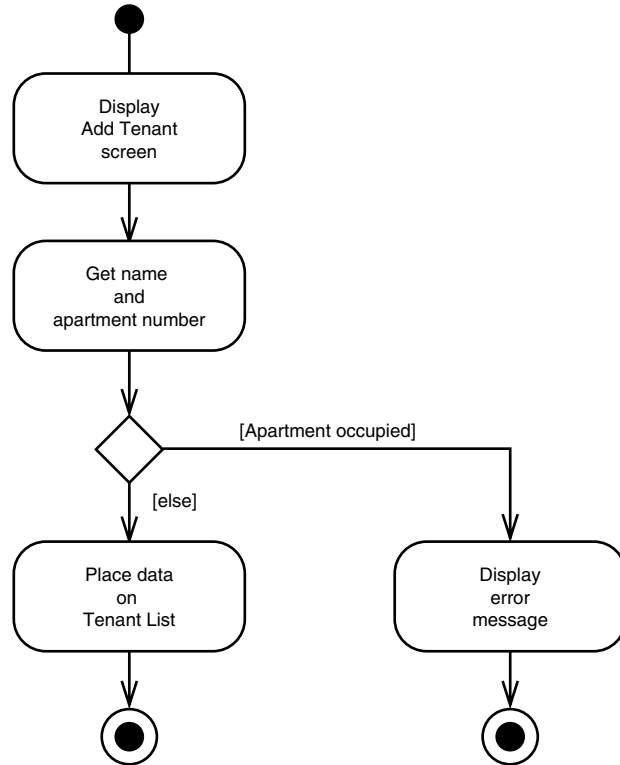 Display
Add Tenant
screen
Get name
and
apartment number
[Apartment occupied]
[else]
Place data
on
Tenant List
Display
error
message